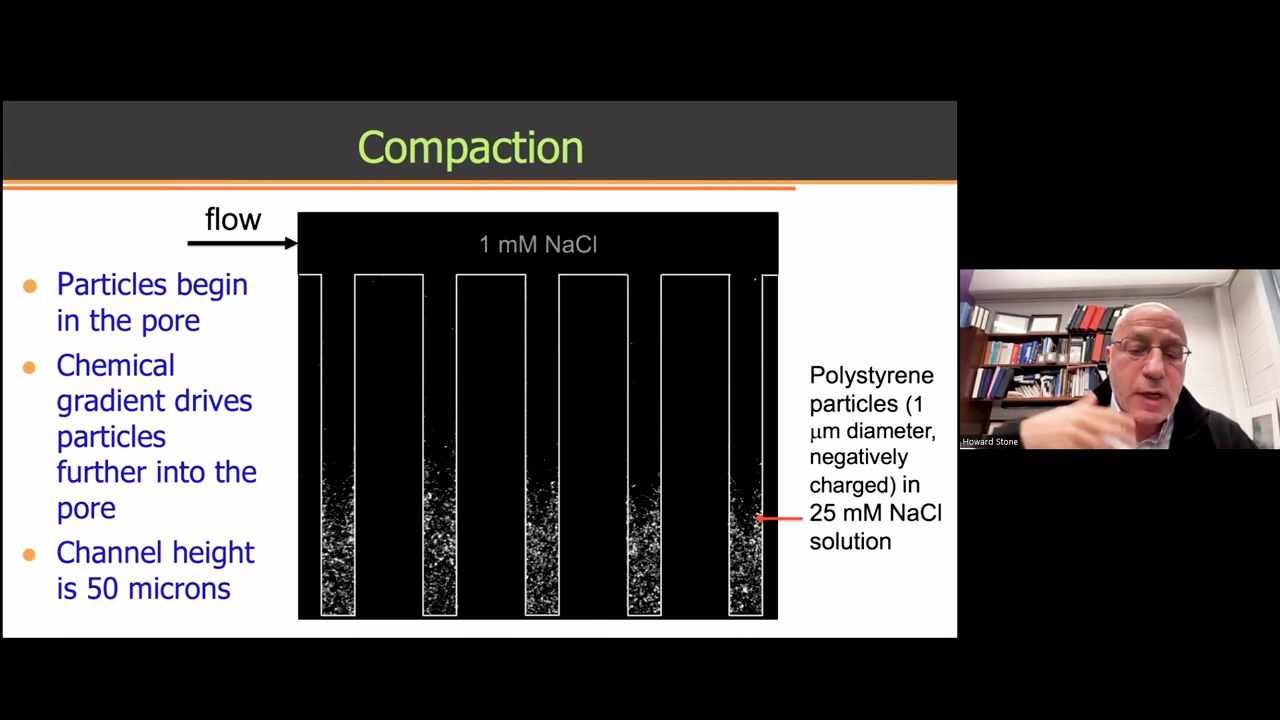 Compaction
flow
1 mM NaCl
Particles begin
in the pore
Chemical
gradient drives
particles
further into the
pore
Channel height
is 50 microns
Polystyrene
particles (1
μm diameter,
negatively
charged) in
25 mM NaCl
solution
Howard Stone